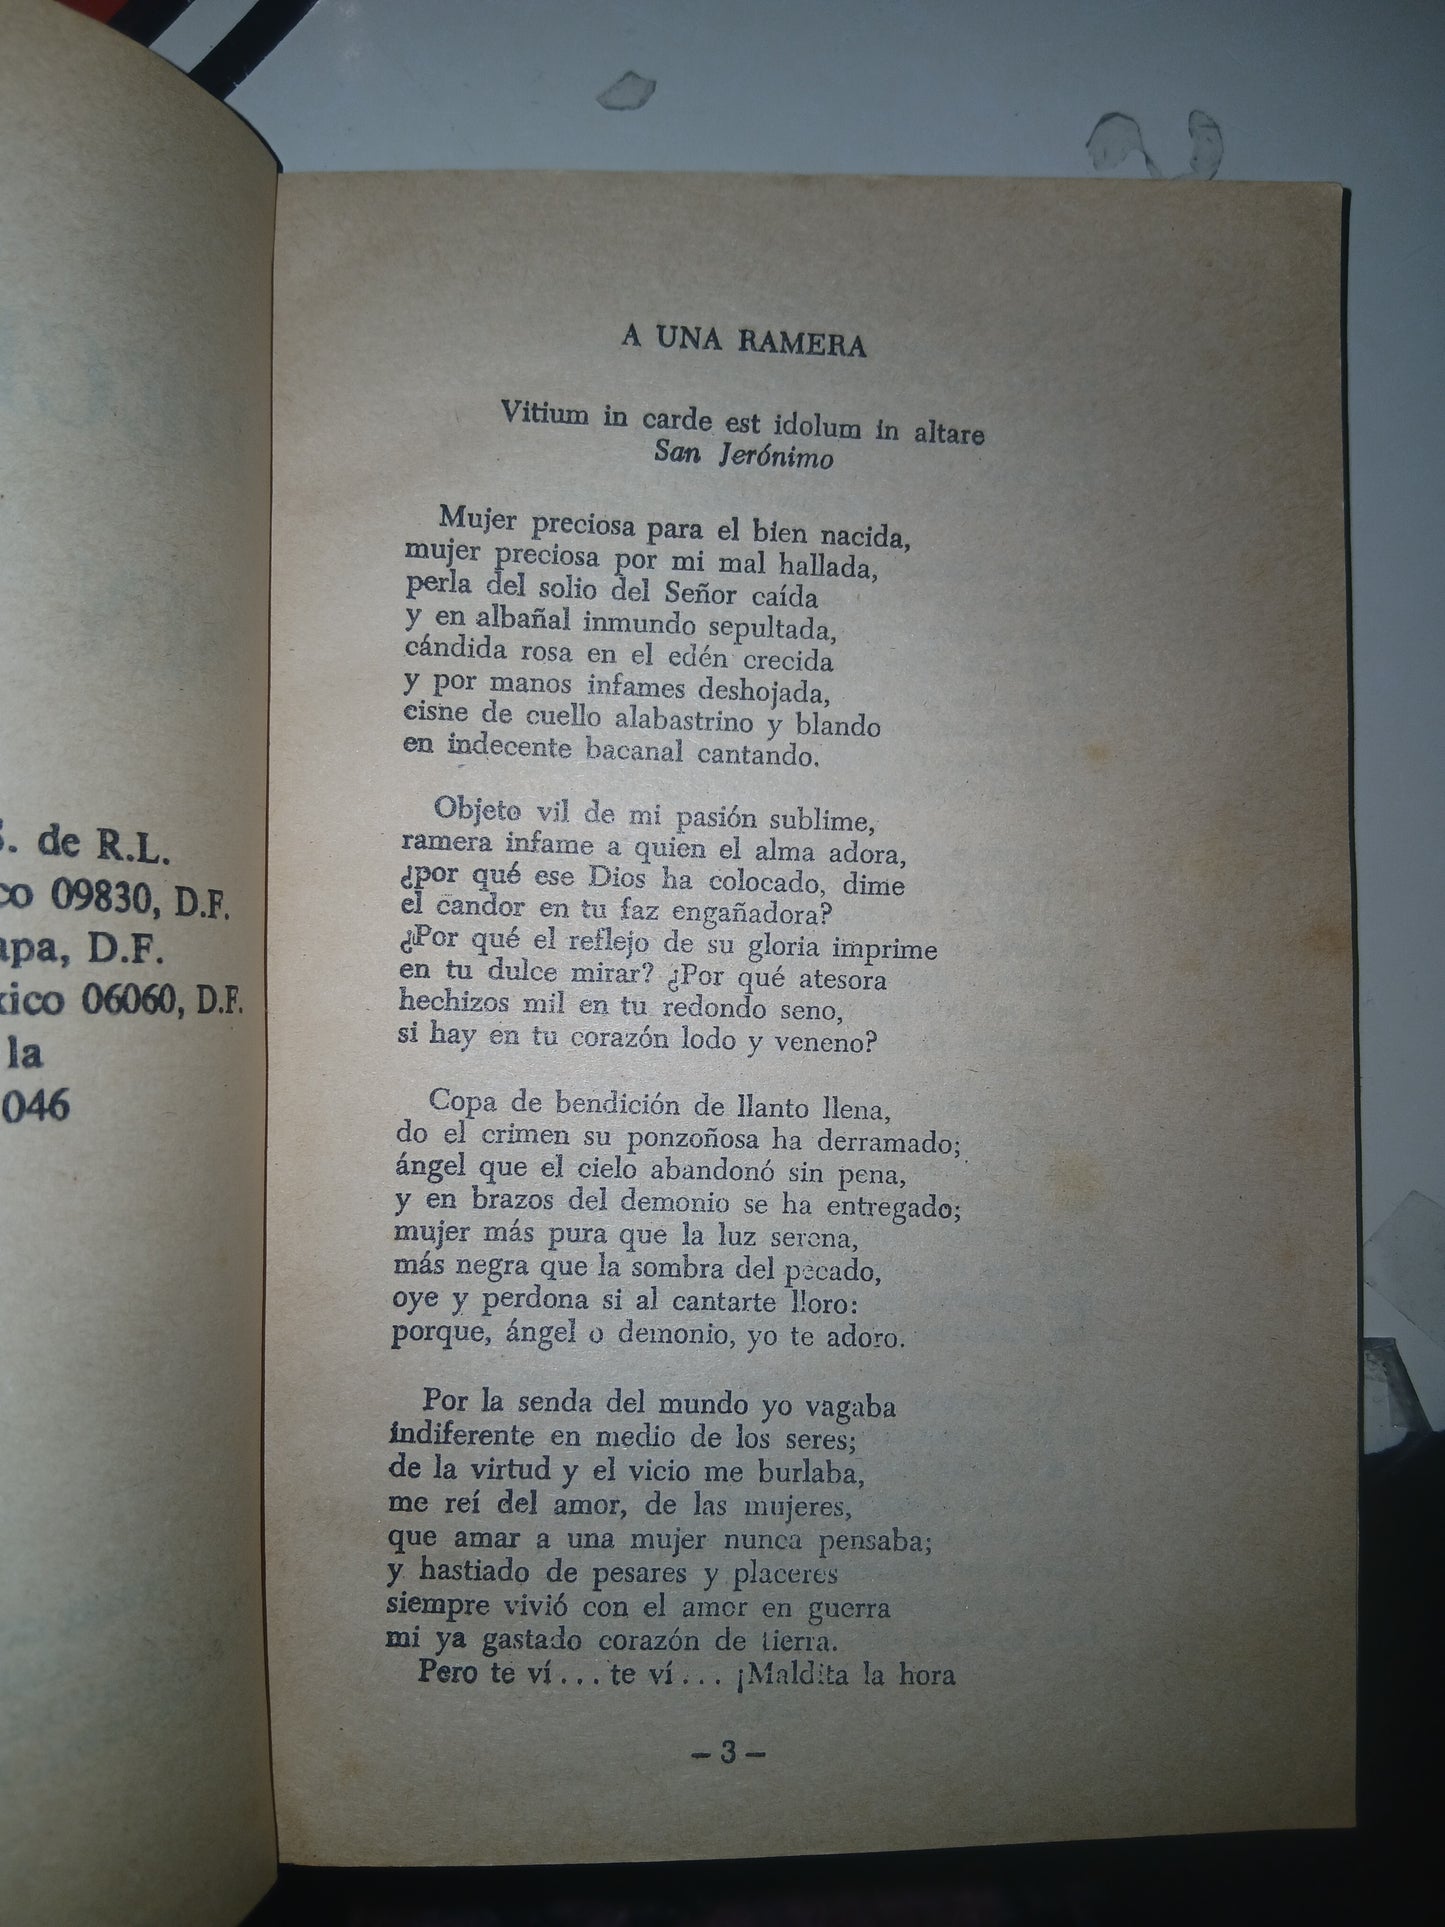 S. de R.L.
co 09830, D.F.
apa, D.F.
xico 06060, D.F.
la
046
A UNA RAMERA
Vitium in carde est idolum in altare
San Jerónimo
Mujer preciosa para el bien nacida,
mujer preciosa por mi mal hallada,
perla del solio del Señor caída
y en albañal inmundo sepultada,
cándida rosa en el edén crecida
y por manos infames deshojada,
cisne de cuello alabastrino y blando
en indecente bacanal cantando.
Objeto vil de mi pasión sublime,
ramera infame a quien el alma adora,
¿por qué ese Dios ha colocado, dime
el candor en tu faz engañadora?
¿Por qué el reflejo de su gloria imprime
en tu dulce mirar? ¿Por qué atesora
hechizos mil en tu redondo seno,
si hay en tu corazón lodo y veneno?
Copa de bendición de llanto llena,
do el crimen su ponzoñosa ha derramado;
ángel que el cielo abandonó sin pena,
y en brazos del demonio se ha entregado;
mujer más pura que la luz serena,
más negra que la sombra del pecado,
oye y perdona si al cantarte lloro:
porque, ángel o demonio, yo te adoro.
Por la senda del mundo yo vagaba
indiferente en medio de los seres;
de la virtud y el vicio me burlaba,
me reí del amor, de las mujeres,
que amar a una mujer nunca pensaba;
y hastiado de pesares y placeres
siempre vivió con el amor en guerra
mi ya gastado corazón de tierra.
Pero te ví... te ví... ¡Maldita la hora
— 3 —